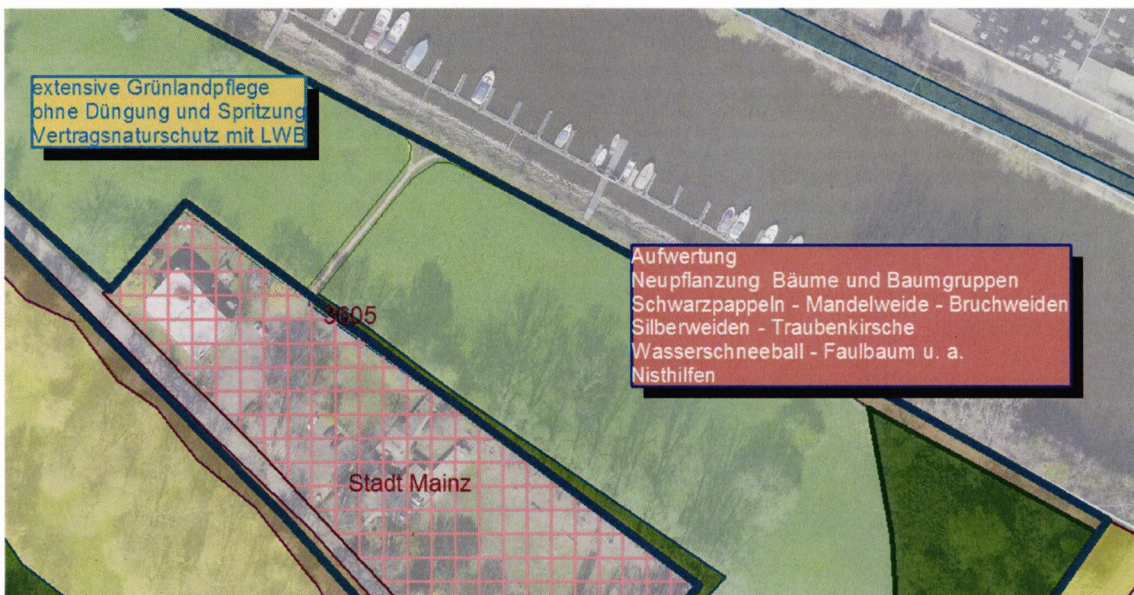 extensive Grünlandpflege
ohne Düngung und Spritzung
Vertragsnaturschutz mit LWB
Aufwertung
Neupflanzung Bäume und Baumgruppen
Schwarzpappeln - Mandelweide - Bruchweiden
Silberweiden - Traubenkirsche
Wasserschneeball - Faulbaum u. a.
Nisthilfen
3605
Stadt Mainz